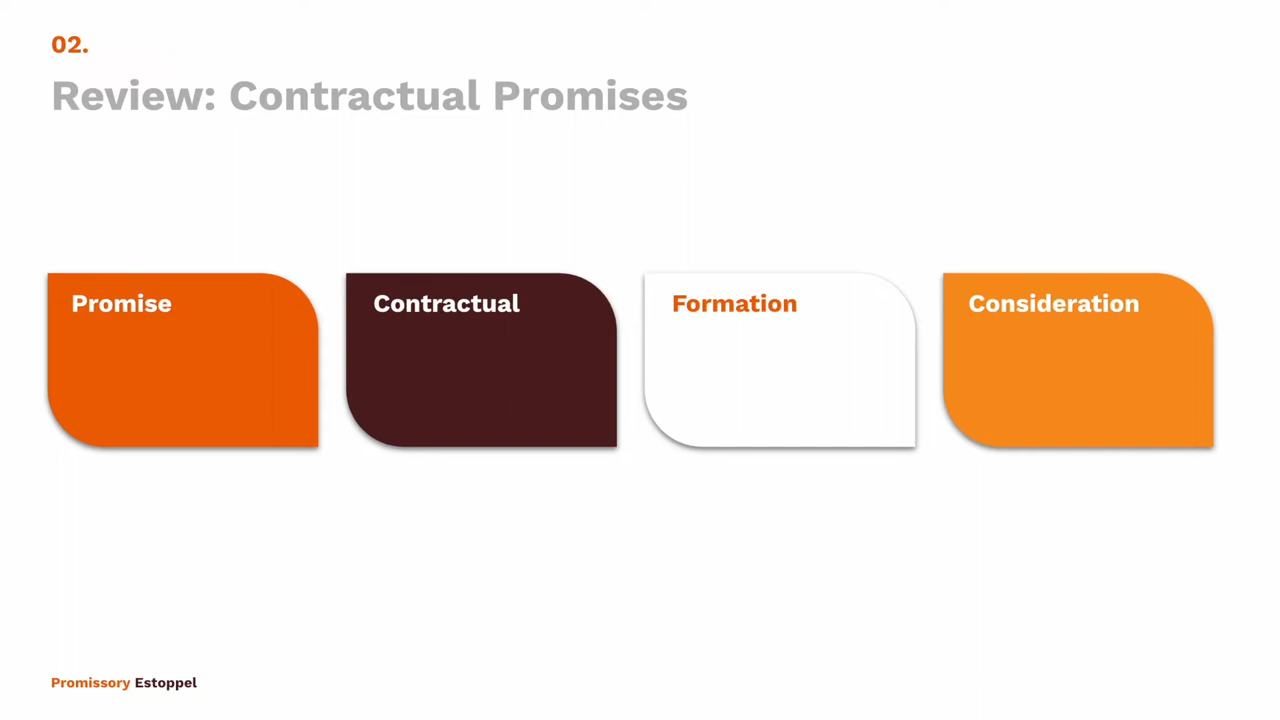 02.
Review: Contractual Promises
Promise
Contractual
Formation
Consideration
Promissory Estoppel